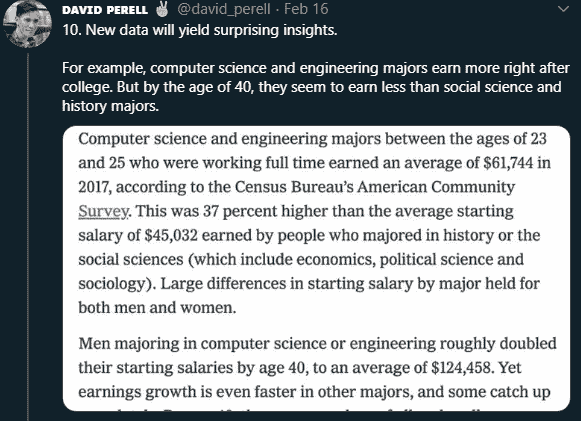 DAVID PERELL ✌ @david_perell · Feb 16
10. New data will yield surprising insights.
For example, computer science and engineering majors earn more right after
college. But by the age of 40, they seem to earn less than social science and
history majors.
Computer science and engineering majors between the ages of 23
and 25 who were working full time earned an average of $61,744 in
2017, according to the Census Bureau's American Community
Survey. This was 37 percent higher than the average starting
salary of $45,032 earned by people who majored in history or the
social sciences (which include economics, political science and
sociology). Large differences in starting salary by major held for
both men and women.
Men majoring in computer science or engineering roughly doubled
their starting salaries by age 40, to an average of $124,458. Yet
earnings growth is even faster in other majors, and some catch up